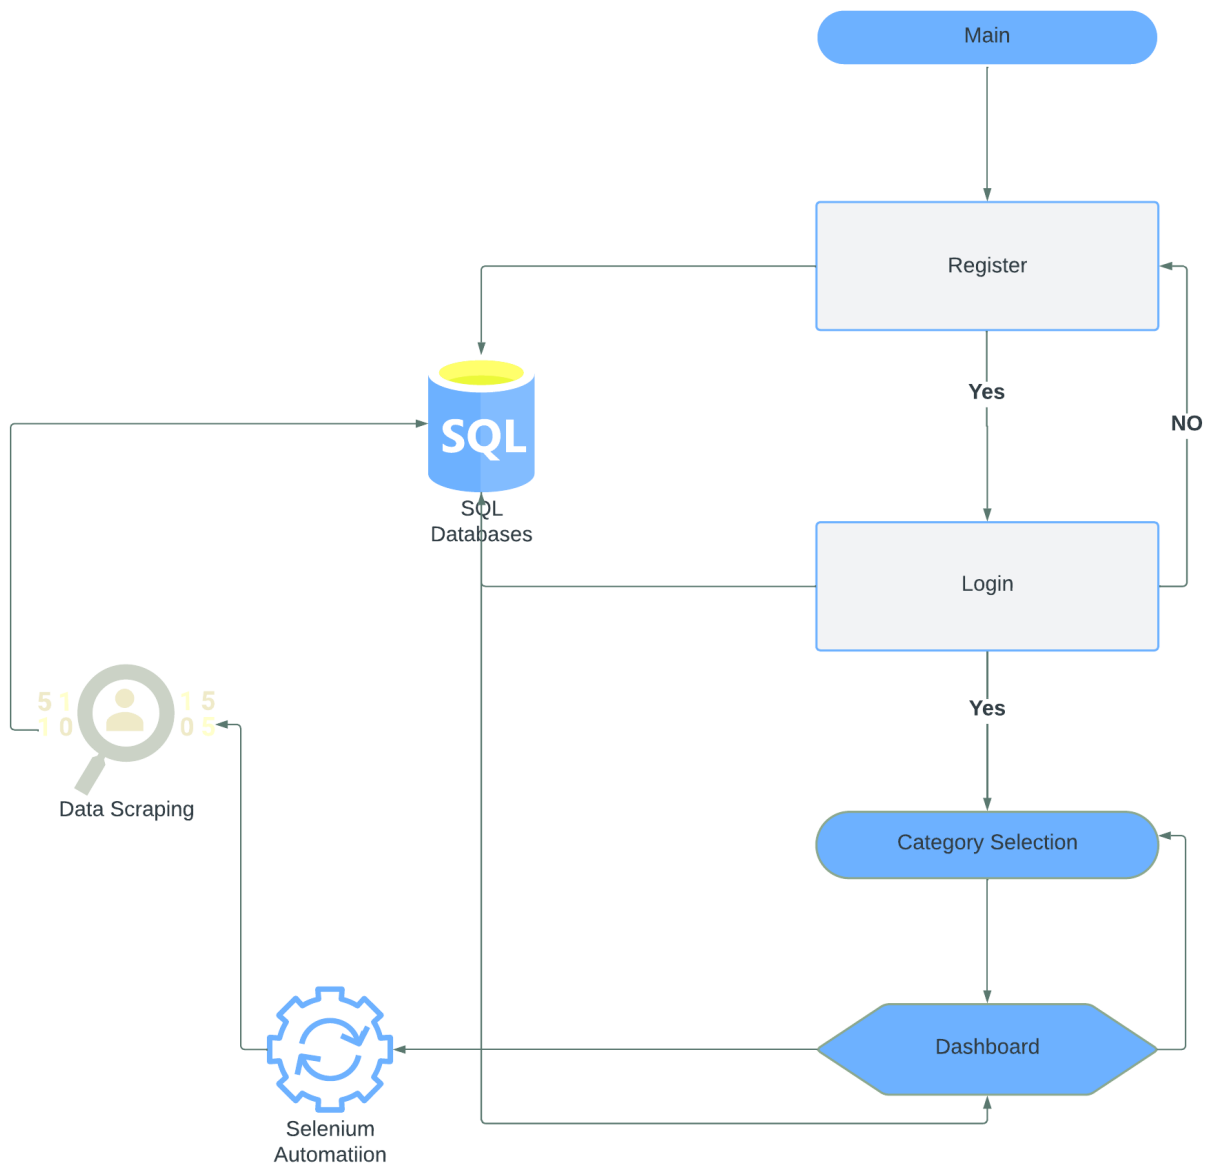 Main
Register
Yes
NO
SQL
SQL
Databases
Login
Yes
5 1
1 0
1 5
0 5
Data Scraping
Category Selection
Dashboard
Selenium
Automatiion